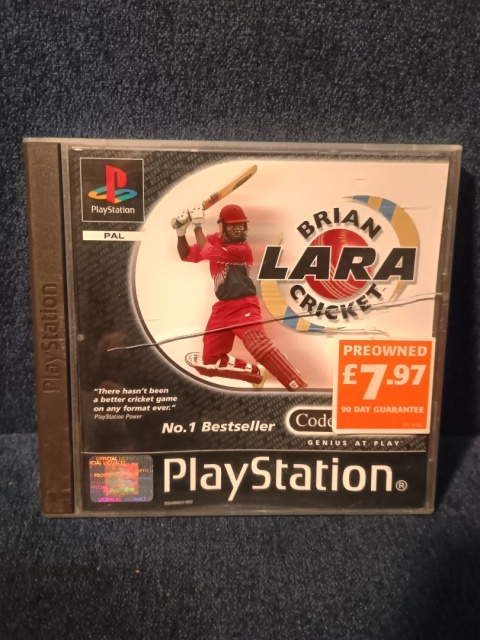 PlayStation
PlayStation
PAL
BRIAN
LARA
CRICKET
PREOWNED
£7.97
90 DAY GUARANTEE
"There hasn't been
a better cricket game
on any format ever."
PlayStation Power
No.1 Bestseller
Code
GENIUS AT PLAY
PlayStation®